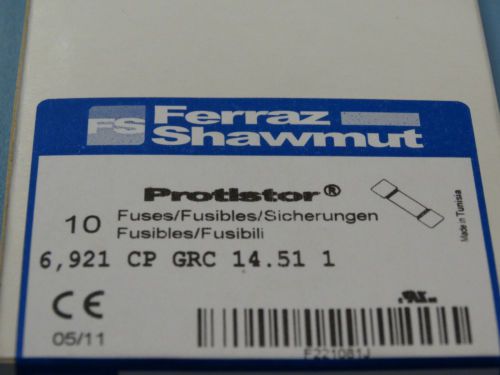 FS Ferraz
Shawmut
Protistor®
10 Fuses/Fusibles/Sicherungen
Fusibles/Fusibili
Made in Tunisia
6,921 CP GRC 14.51 1
CE
05/11
F221081J